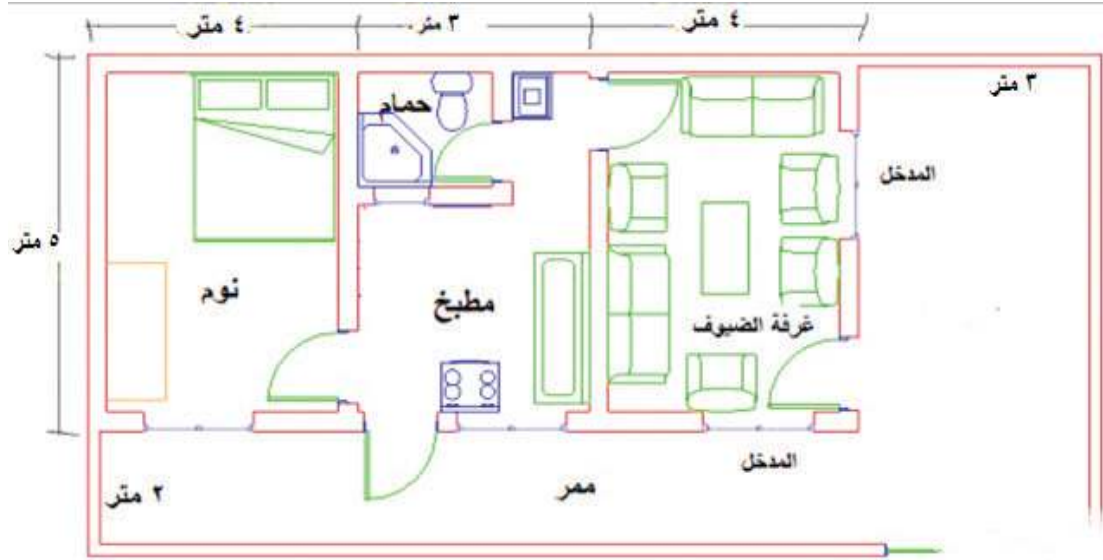 ٤ متر
٣ متر
٤ متر
٣ متر
حمام
المدخل
٥ متر
نوم
مطبخ
غرفة الضيوف
المدخل
ممر
٢ متر